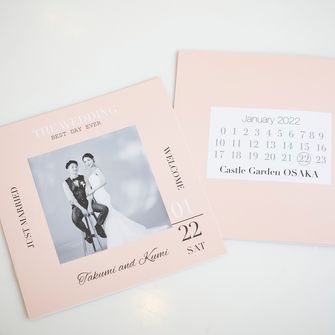 THE WEDDING
BEST DAY EVER
JUST MARRIED
WELCOME
01
22
SAT
Takumi and Kumi
January 2022
0 1 2 3 4 5 6 7 8 9
10 11 12 13 14 15 16
17 18 19 20 21 22 23
Castle Garden OSAKA